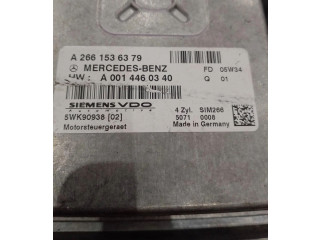 A 266 153 63 79
MERCEDES-BENZ FD 05W34
HW : A 001 446 03 40 Q 01
SIEMENS VDO
Automotive
4 Zyl. SIM266
5WK90938 [02] 5071 0008
Motorsteuergeraet Made in Germany